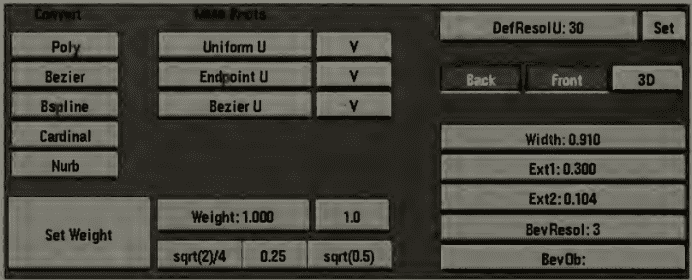 Convert
Poly
Bezier
Bspline
Cardinal
Nurb
Make Knots
Uniform U V
Endpoint U V
Bezier U V
Set Weight
Weight: 1.000 1.0
sqrt(2)/4 0.25 sqrt(0.5)
DefResolU: 30 Set
Back Front 3D
Width: 0.910
Ext1: 0.300
Ext2: 0.104
BevResol: 3
BevOb: